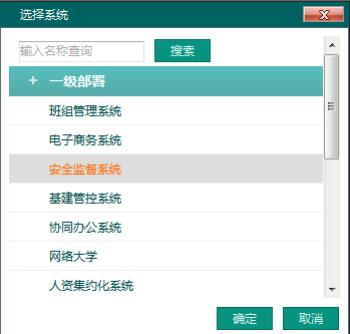 选择系统
输入名称查询 搜索
+ 一级部署
班组管理系统
电子商务系统
安全监督系统
基建管控系统
协同办公系统
网络大学
人资集约化系统
确定 取消